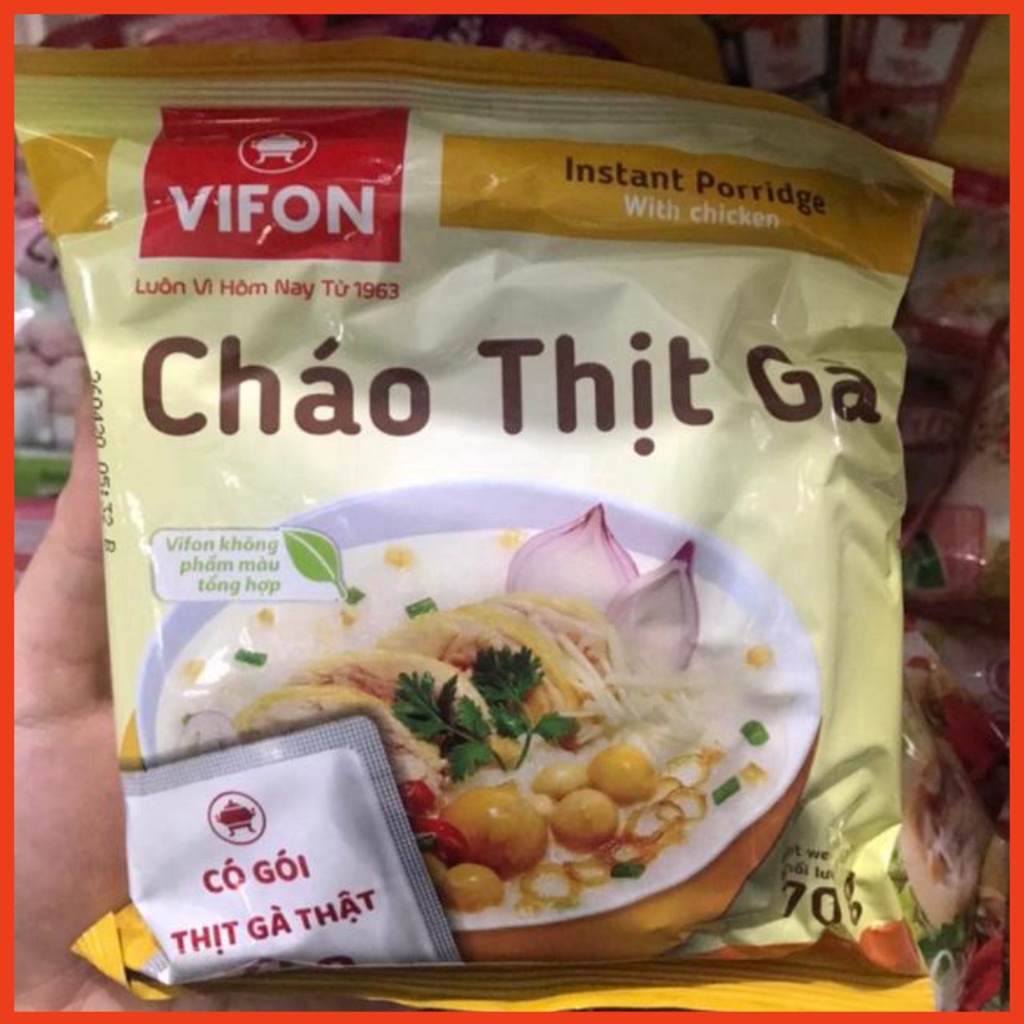 VIFON
Instant Porridge
With chicken
Luôn Vì Hôm Nay Từ 1963
Cháo Thịt Gà
Vifon không
phẩm màu
tổng hợp
CÓ GÓI
THỊT GÀ THẬT
70